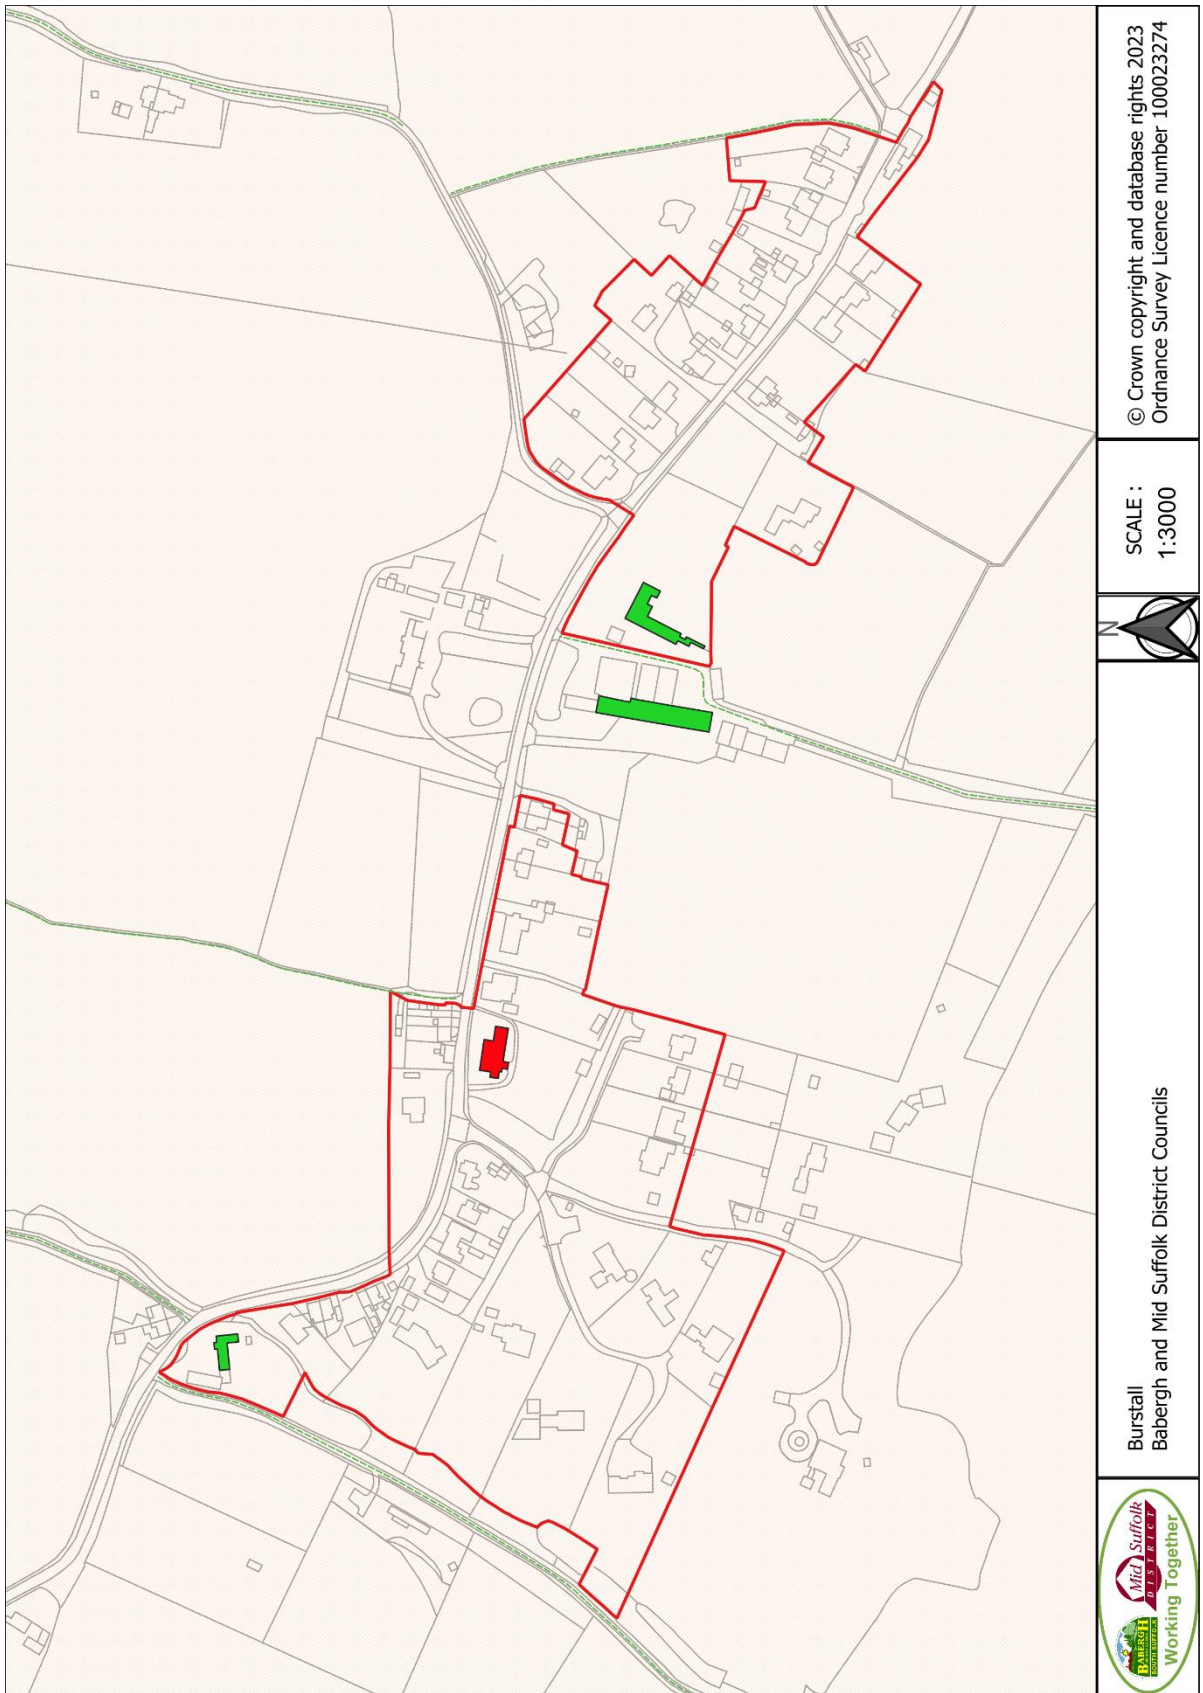 BABERGH
SOUTH SUFFOLK
Mid Suffolk
DISTRICT
Working Together
Burstall
Babergh and Mid Suffolk District Councils
N
SCALE :
1:3000
© Crown copyright and database rights 2023
Ordnance Survey Licence number 100023274